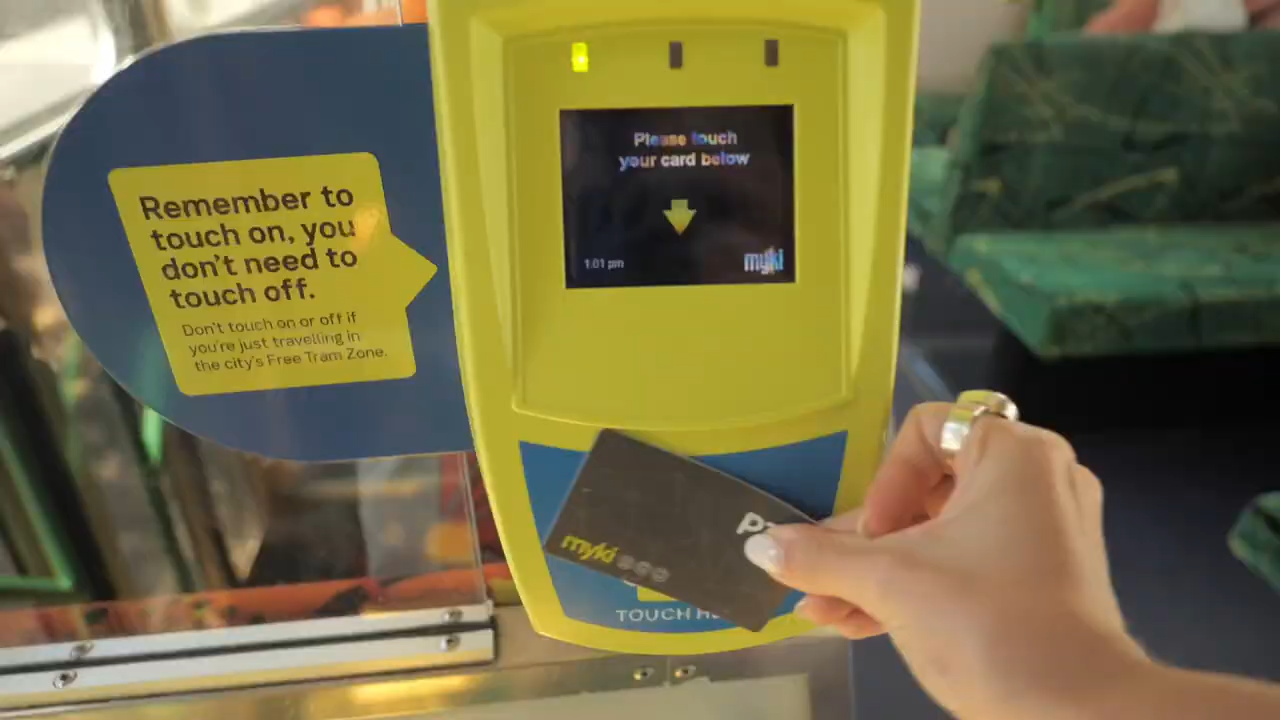 Remember to
touch on, you
don't need to
touch off.
Don't touch on or off if
you're just travelling in
the city's Free Tram Zone.
Please touch
your card below
1:01 pm
myki
myki
TOUCH